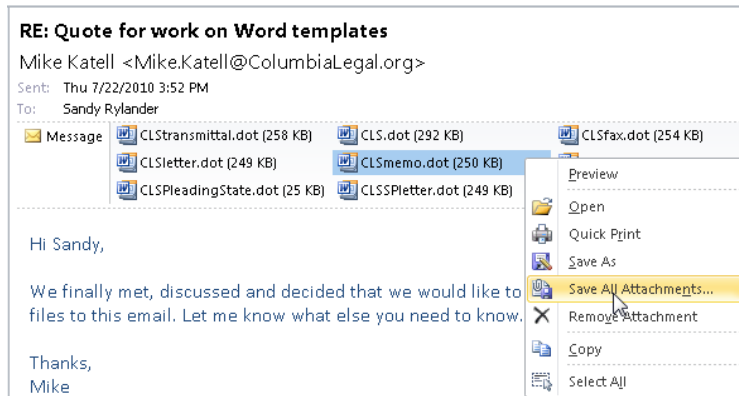 RE: Quote for work on Word templates
Mike Katell <Mike.Katell@ColumbiaLegal.org>
Sent: Thu 7/22/2010 3:52 PM
To: Sandy Rylander
Message CLStransmittal.dot (258 KB) CLS.dot (292 KB) CLSfax.dot (254 KB)
CLSletter.dot (249 KB) CLSmemo.dot (250 KB)
CLSPleadingState.dot (25 KB) CLSSPletter.dot (249 KB)
Preview
Open
Quick Print
Save As
Save All Attachments...
Remove Attachment
Copy
Select All
Hi Sandy,
We finally met, discussed and decided that we would like to
files to this email. Let me know what else you need to know.
Thanks,
Mike